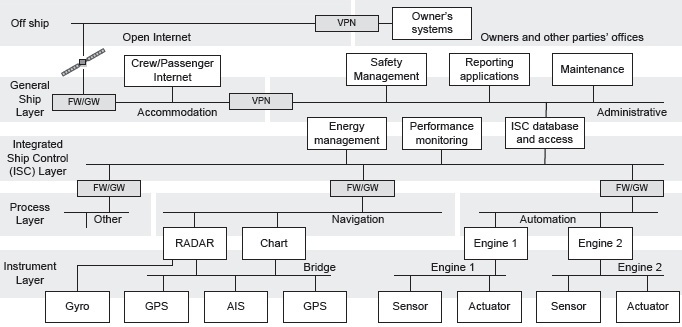 Off ship
VPN
Owner's
systems
Open Internet
Owners and other parties' offices
Crew/Passenger
Internet
Safety
Management
Reporting
applications
Maintenance
General
Ship
Layer
FW/GW
Accommodation
VPN
Administrative
Energy
management
Performance
monitoring
ISC database
and access
Integrated
Ship Control
(ISC) Layer
FW/GW
FW/GW
FW/GW
Process
Layer
Other
Navigation
Automation
RADAR
Chart
Engine 1
Engine 2
Instrument
Layer
Bridge
Engine 1
Engine 2
Gyro
GPS
AIS
GPS
Sensor
Actuator
Sensor
Actuator